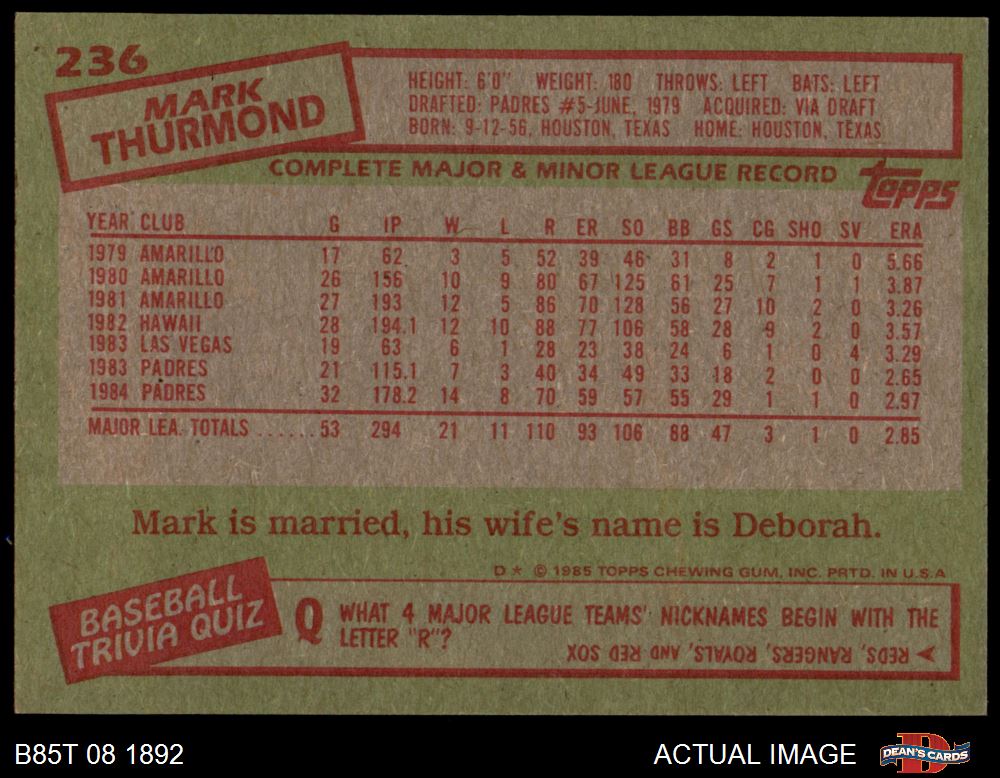 236
MARK
THURMOND
HEIGHT: 6'0" WEIGHT: 180 THROWS: LEFT BATS: LEFT
DRAFTED: PADRES #5-JUNE, 1979 ACQUIRED: VIA DRAFT
BORN: 9-12-56, HOUSTON, TEXAS HOME: HOUSTON, TEXAS
COMPLETE MAJOR & MINOR LEAGUE RECORD
topps
YEAR CLUB G IP W L R ER SO BB GS CG SHO SV ERA
1979 AMARILLO 17 62 3 5 52 39 46 31 8 2 1 0 5.66
1980 AMARILLO 26 156 10 9 80 67 125 61 25 7 1 1 3.87
1981 AMARILLO 27 193 12 5 86 70 128 56 27 10 2 0 3.26
1982 HAWAII 28 194.1 12 10 88 77 106 58 28 9 2 0 3.57
1983 LAS VEGAS 19 63 6 1 28 23 38 24 6 1 0 4 3.29
1983 PADRES 21 115.1 7 3 40 34 49 33 18 2 0 0 2.65
1984 PADRES 32 178.2 14 8 70 59 57 55 29 1 1 0 2.97
MAJOR LEA. TOTALS ......53 294 21 11 110 93 106 88 47 3 1 0 2.85
Mark is married, his wife's name is Deborah.
D* © 1985 TOPPS CHEWING GUM, INC. PRTD. IN U.S.A
BASEBALL
TRIVIA QUIZ
Q WHAT 4 MAJOR LEAGUE TEAMS' NICKNAMES BEGIN WITH THE
LETTER "R"?
REDS, RANGERS, ROYALS, AND RED SOX
B85T 08 1892
ACTUAL IMAGE
D
DEAN'S CARDS